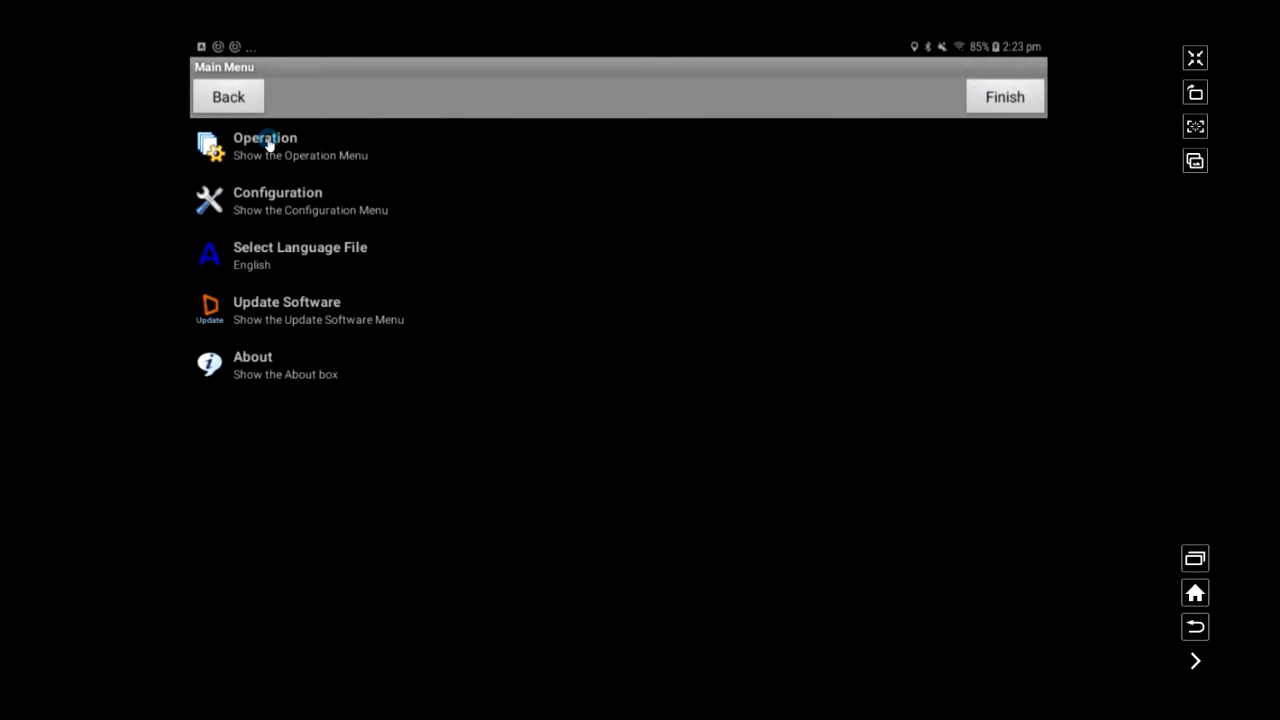 ... 85% 2:23 pm
Main Menu
Back Finish
Operation
Show the Operation Menu
Configuration
Show the Configuration Menu
A Select Language File
English
Update Software
Update Show the Update Software Menu
i About
Show the About box